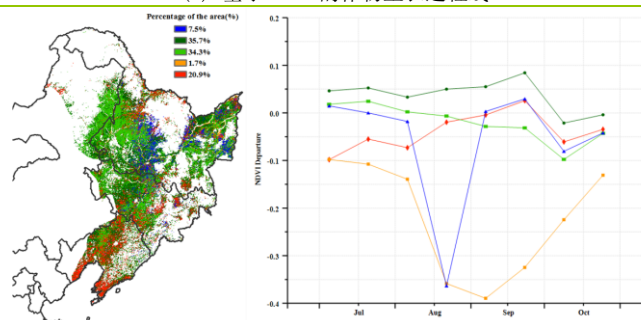 Percentage of the area(%)
7.5%
35.7%
34.3%
1.7%
20.9%
NDVI Departure
0.2
0.1
0.0
-0.1
-0.2
-0.3
-0.4
Jul
Aug
Sep
Oct